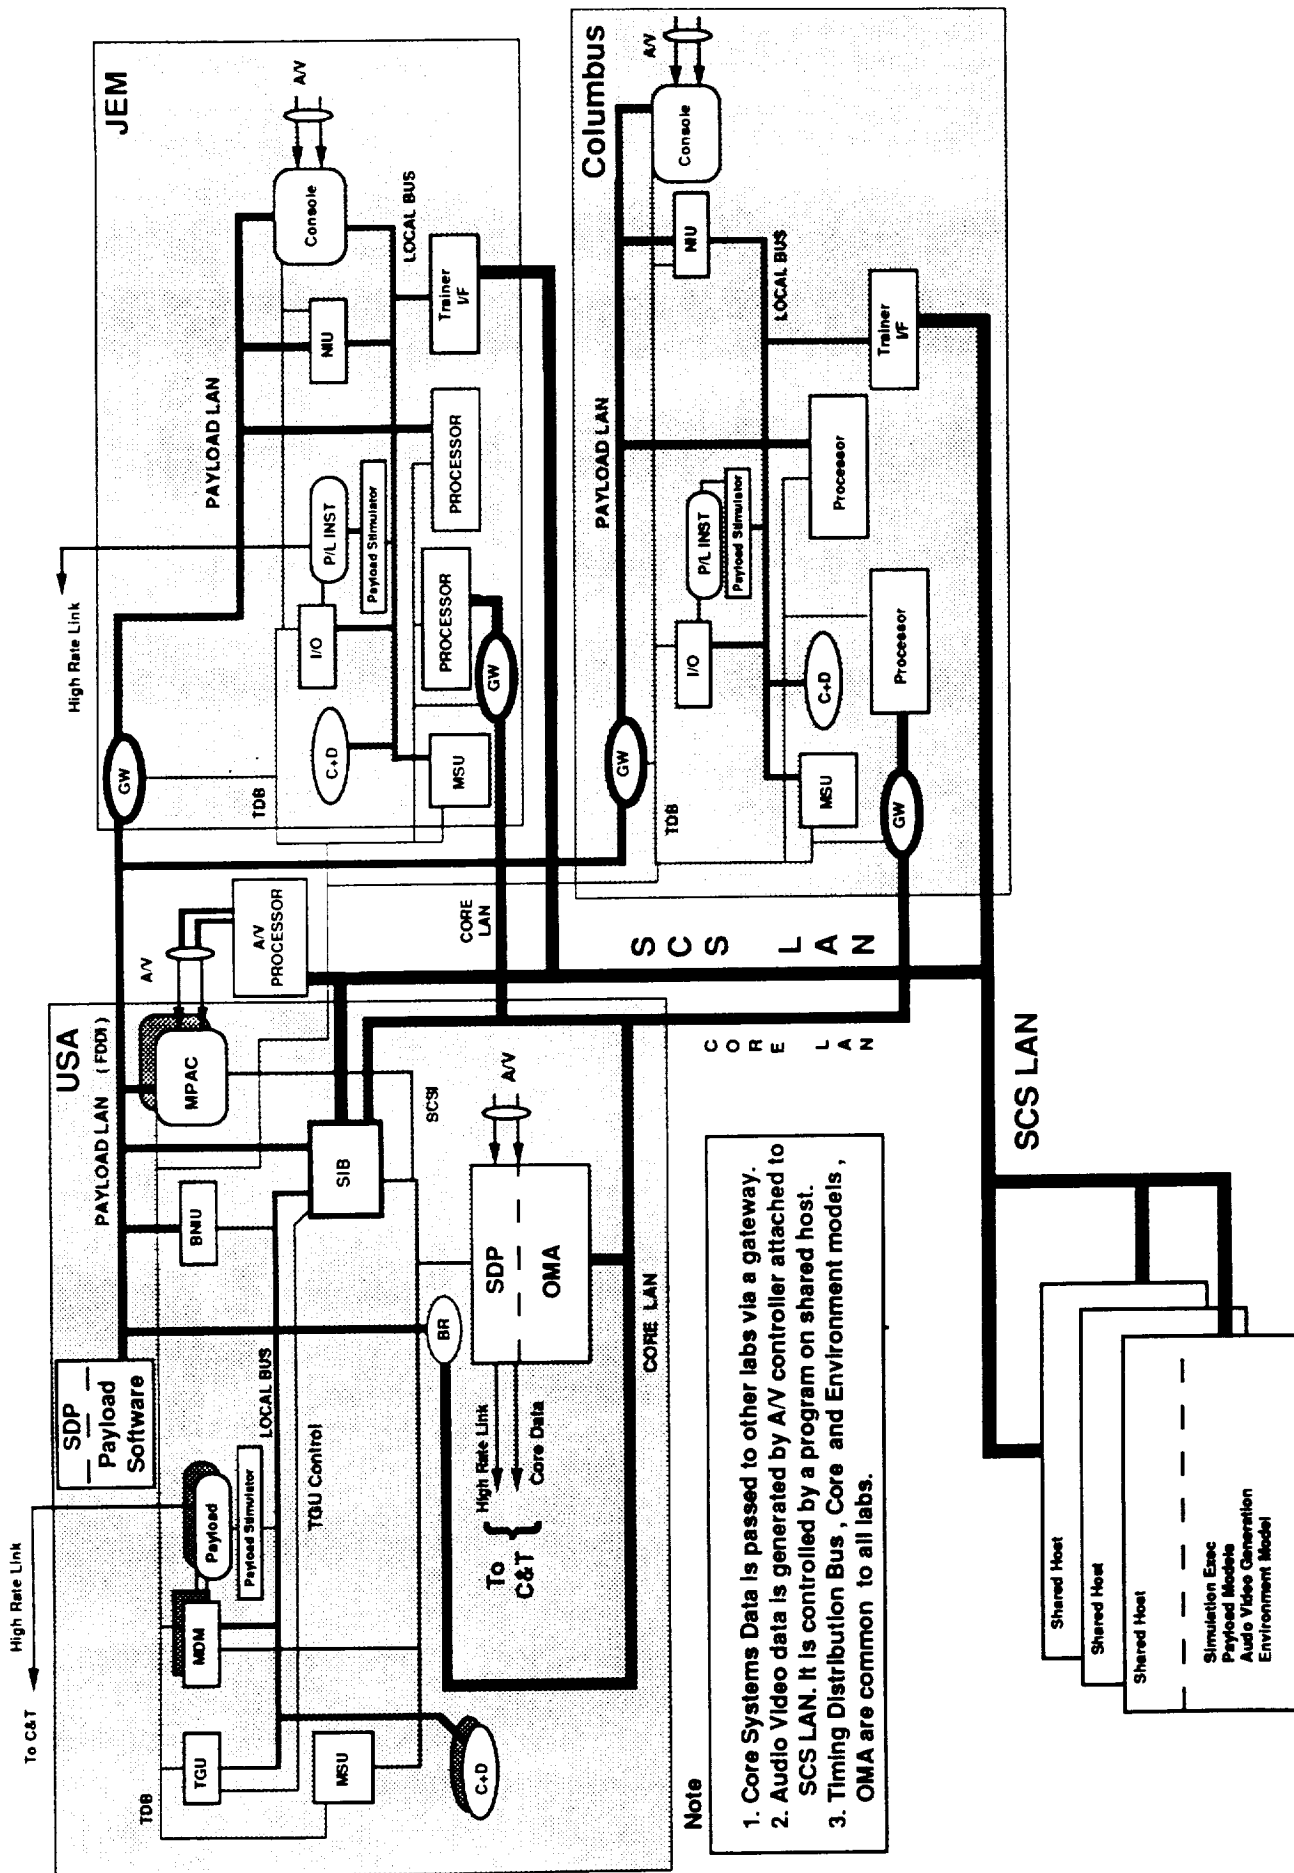 To C&T
High Rate Link
USA
TDB
TGU
MDM
Payload
Payload Stimulator
SDP
Payload
Software
PAYLOAD LAN (FDDI)
BNIU
MPAC
A/V
A/V
PROCESSOR
LOCAL BUS
TGU Control
MSU
C+D
SIB
SCSI
BR
SDP
OMA
A/V
High Rate Link
Core Data
To
C&T
CORE LAN
High Rate Link
JEM
GW
PAYLOAD LAN
TDB
C+D
I/O
P/L INST
Payload Stimulator
NIU
Console
A/V
LOCAL BUS
MSU
PROCESSOR
PROCESSOR
Trainer
I/F
GW
CORE
LAN
Columbus
GW
PAYLOAD LAN
TDB
I/O
P/L INST
Payload Stimulator
NIU
Console
A/V
LOCAL BUS
MSU
C+D
Processor
Processor
Trainer
I/F
GW
SCS LAN
CORE LAN
SCS LAN
Note
1. Core Systems Data is passed to other labs via a gateway.
2. Audio Video data is generated by A/V controller attached to
SCS LAN. It is controlled by a program on shared host.
3. Timing Distribution Bus , Core and Environment models ,
OMA are common to all labs.
Shared Host
Shared Host
Shared Host
Simulation Exec
Payload Models
Audio Video Generation
Environment Model